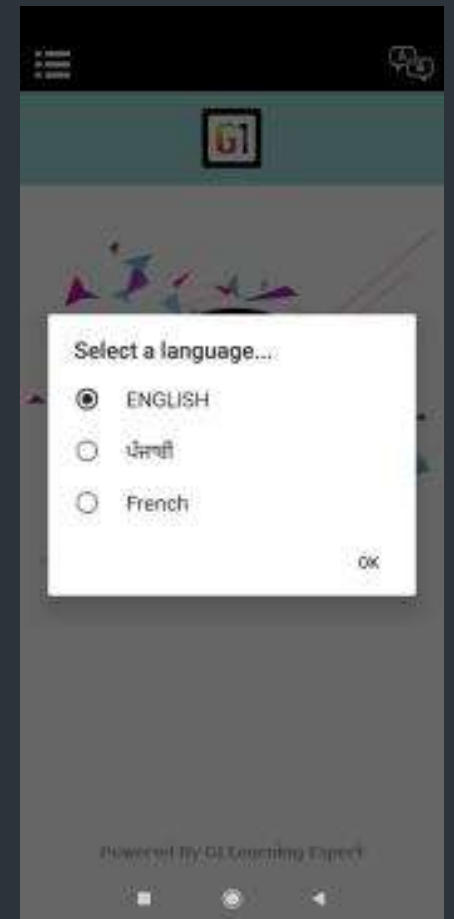 G1
Select a language...
ENGLISH
ਪੰਜਾਬੀ
French
OK
Powered By G1 Learning Expert